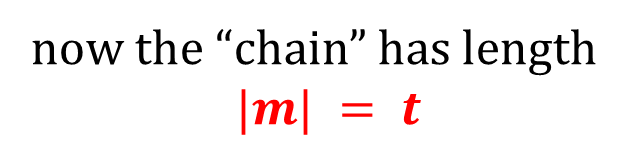 now the “chain” has length
|m| = t